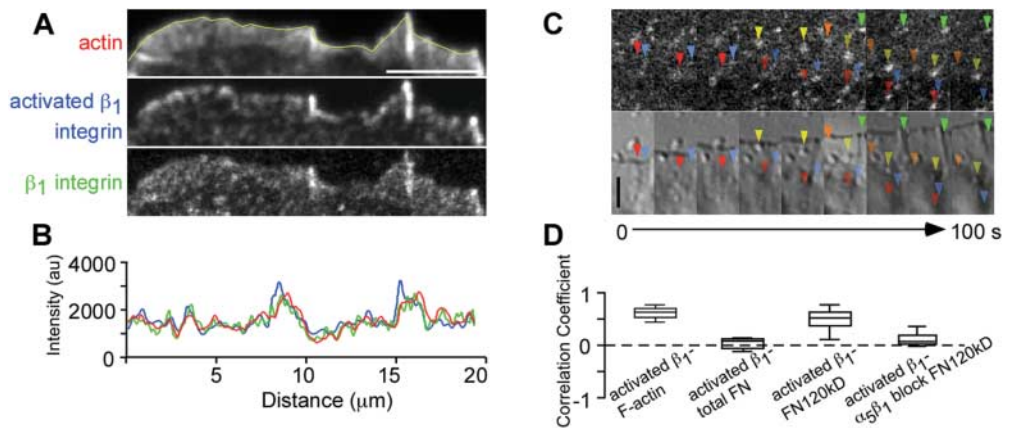 A
actin
activated β1
integrin
β1 integrin
B
Intensity (au)
4000
2000
0
5
10
15
20
Distance (μm)
C
0
100 s
D
Correlation Coefficient
1
0
-1
activated β1-
F-actin
activated β1-
total FN
activated β1-
FN120kD
activated β1-
α5β1 block FN120kD